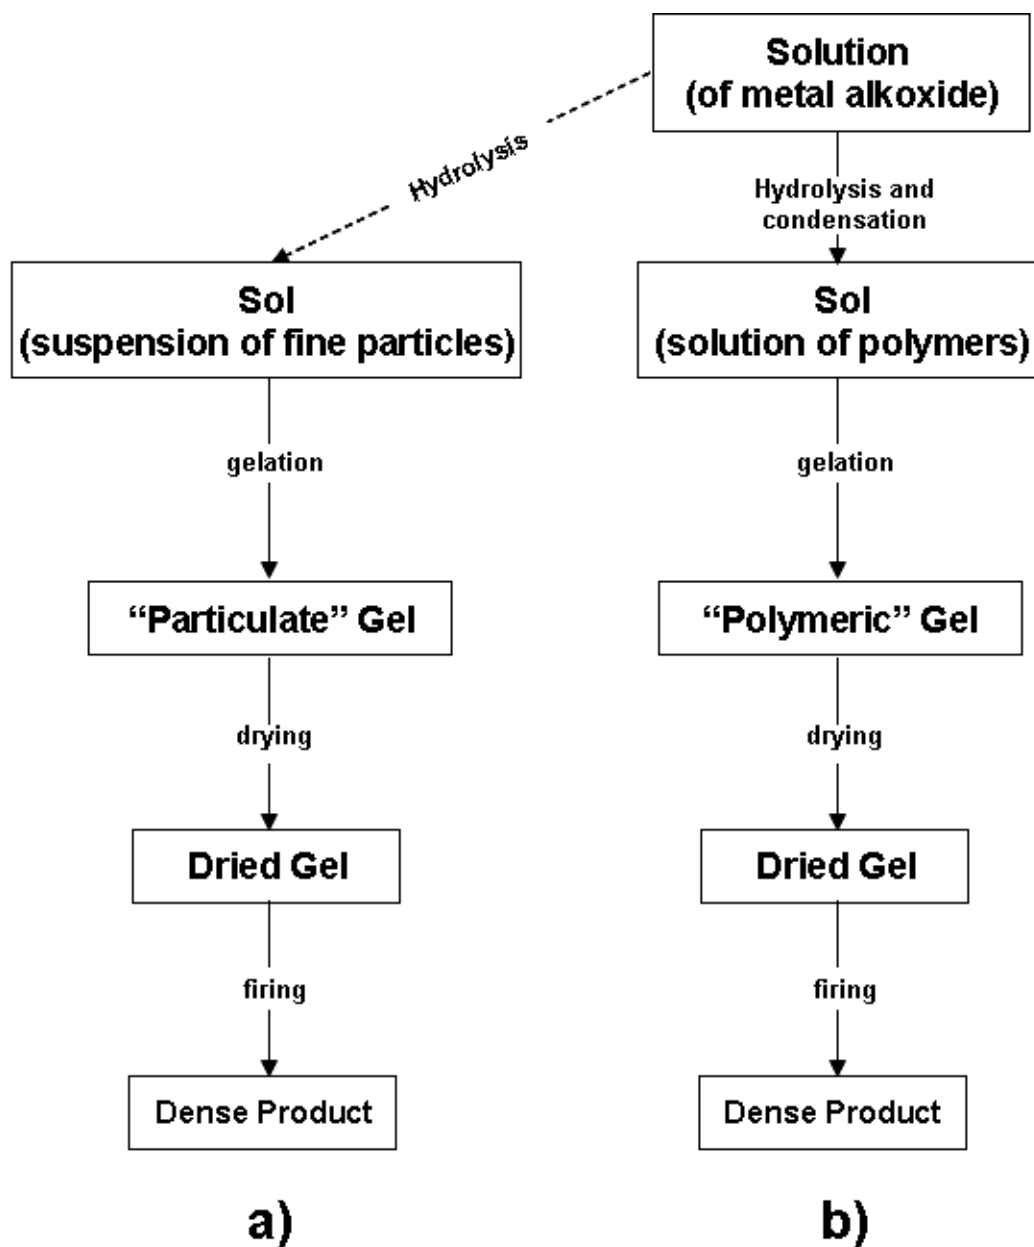 Solution
(of metal alkoxide)
Hydrolysis
Hydrolysis and
condensation
Sol
(suspension of fine particles)
Sol
(solution of polymers)
gelation
gelation
“Particulate” Gel
“Polymeric” Gel
drying
drying
Dried Gel
Dried Gel
firing
firing
Dense Product
Dense Product
a)
b)